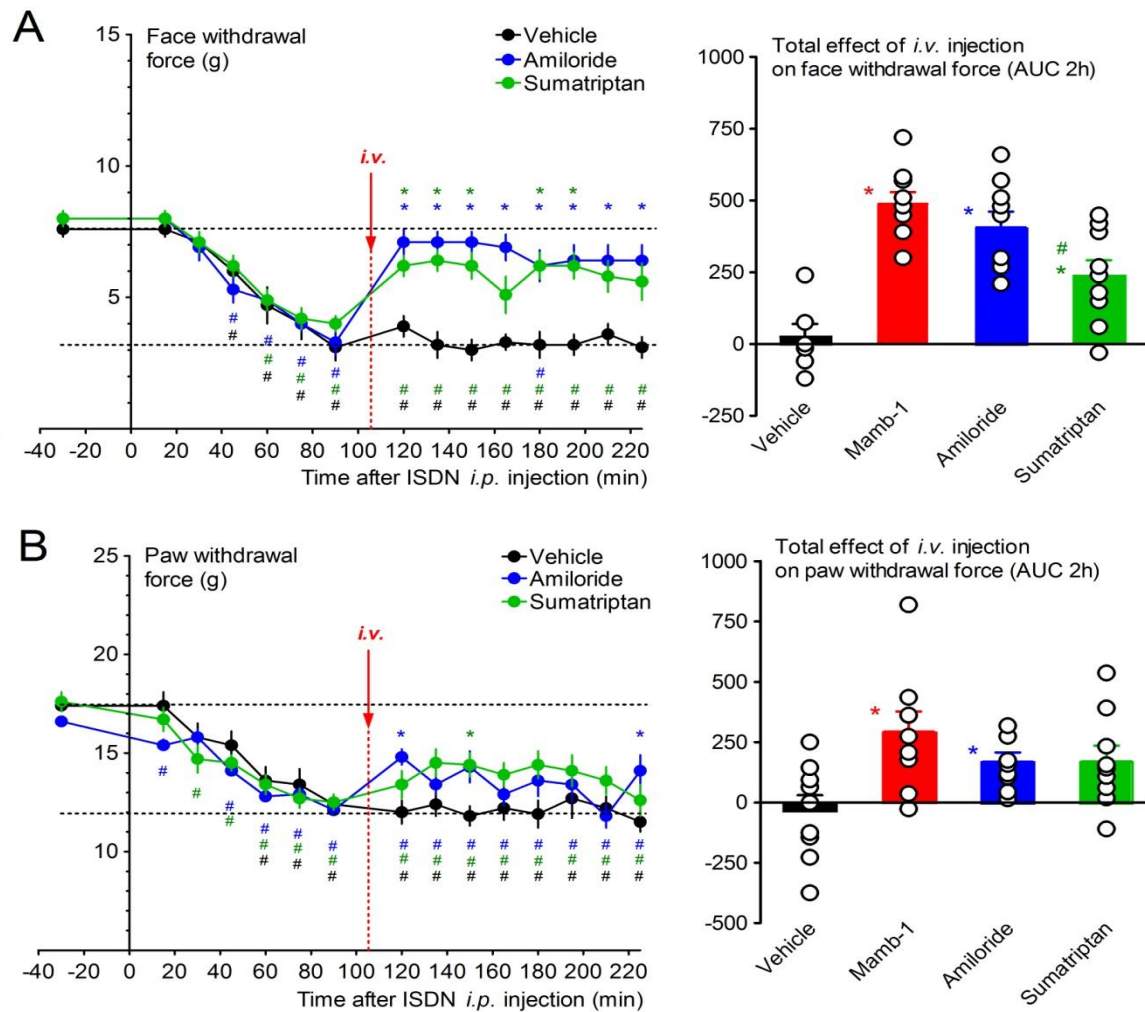 A
Face withdrawal
force (g)
Vehicle
Amiloride
Sumatriptan
i.v.
15
10
5
* * * * *
* * * * * * * *
# # # # #
# # # # # # # # # # #
# # # # # # # # # # # #
-40 -20 0 20 40 60 80 100 120 140 160 180 200 220
Time after ISDN i.p. injection (min)
Total effect of i.v. injection
on face withdrawal force (AUC 2h)
1000
750
500
250
0
-250
*
*
#
*
Vehicle
Mamb-1
Amiloride
Sumatriptan
B
Paw withdrawal
force (g)
Vehicle
Amiloride
Sumatriptan
i.v.
25
20
15
10
* * *
# # # # # # # # # # # # #
# # # # # # # # # # # # #
# # # # # # # # # # #
-40 -20 0 20 40 60 80 100 120 140 160 180 200 220
Time after ISDN i.p. injection (min)
Total effect of i.v. injection
on paw withdrawal force (AUC 2h)
1000
750
500
250
0
-250
-500
*
*
Vehicle
Mamb-1
Amiloride
Sumatriptan